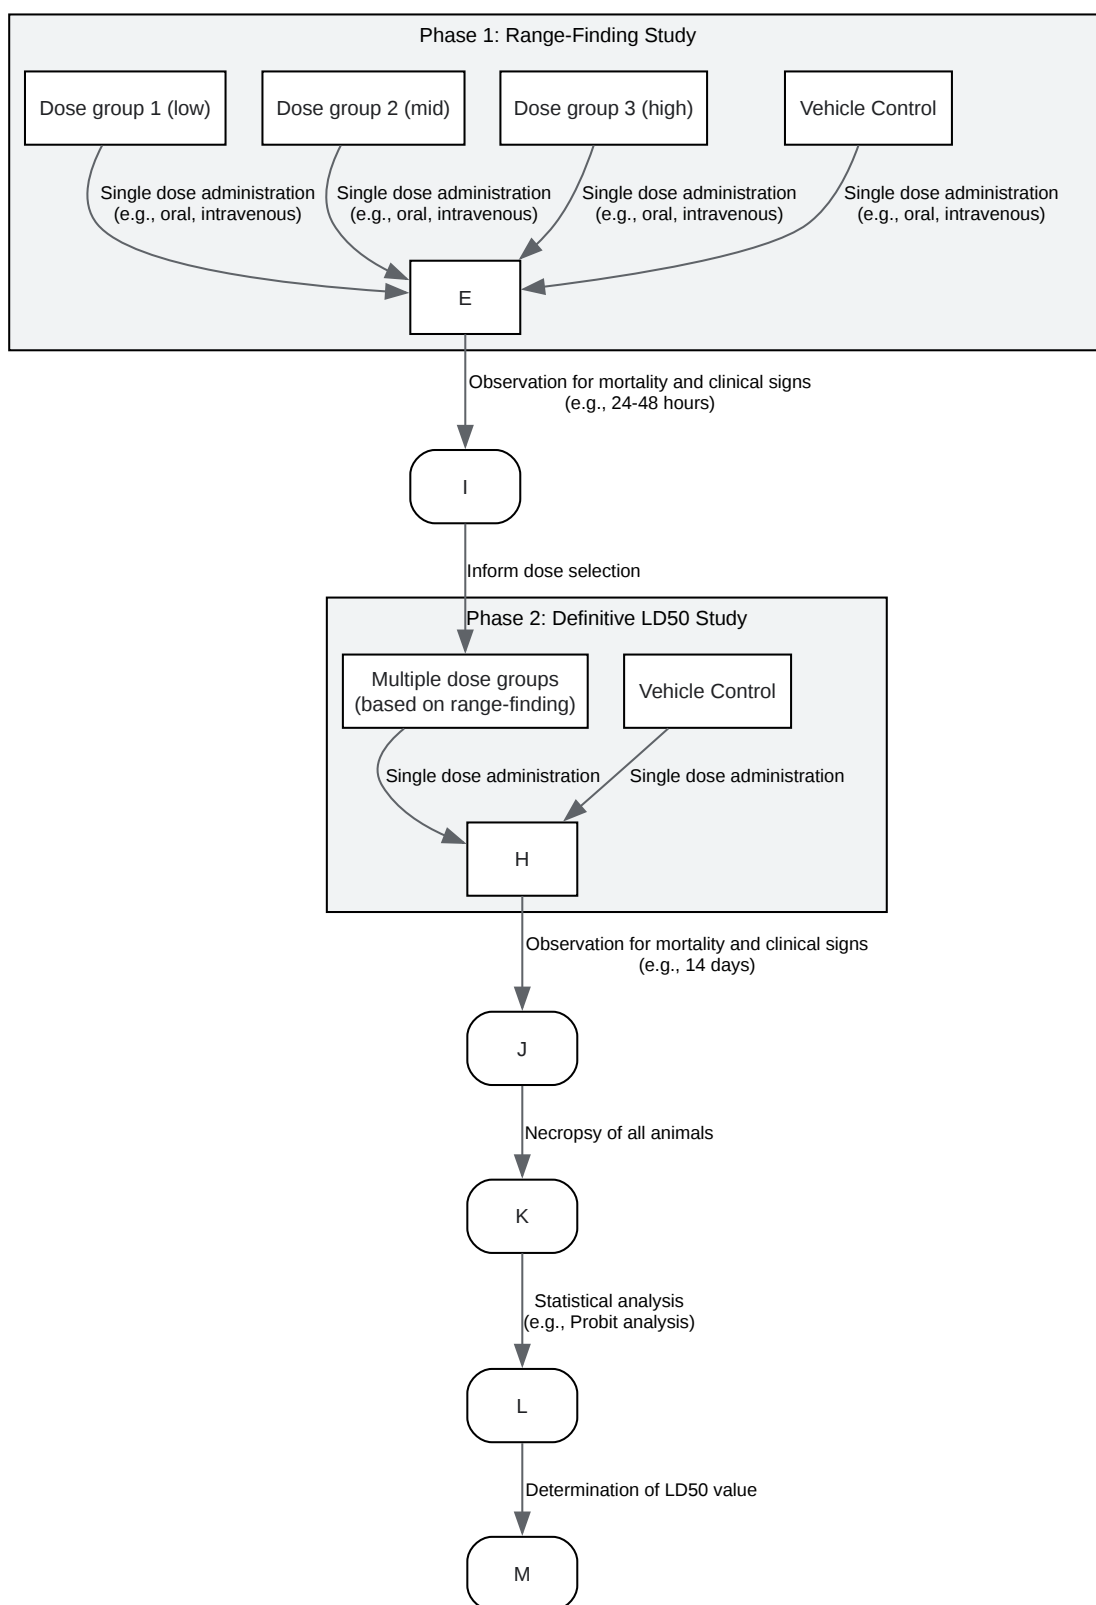 Phase 1: Range-Finding Study
Dose group 1 (low)
Dose group 2 (mid)
Dose group 3 (high)
Vehicle Control
Single dose administration
(e.g., oral, intravenous)
Single dose administration
(e.g., oral, intravenous)
Single dose administration
(e.g., oral, intravenous)
Single dose administration
(e.g., oral, intravenous)
E
Observation for mortality and clinical signs
(e.g., 24-48 hours)
I
Inform dose selection
Phase 2: Definitive LD50 Study
Multiple dose groups
(based on range-finding)
Vehicle Control
Single dose administration
Single dose administration
H
Observation for mortality and clinical signs
(e.g., 14 days)
J
Necropsy of all animals
K
Statistical analysis
(e.g., Probit analysis)
L
Determination of LD50 value
M